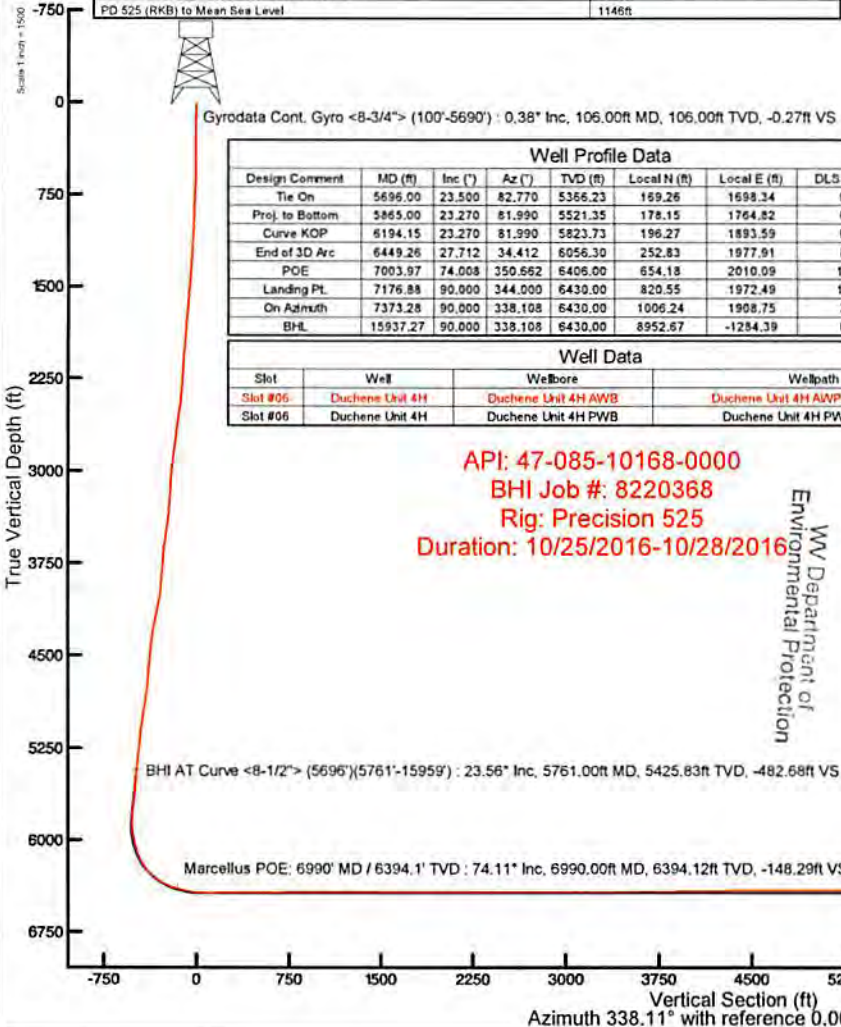 PD 525 (RKB) to Mean Sea Level 1146ft
Scale 1 inch = 1500
-750
0
Gyrodata Cont. Gyro <8-3/4"> (100'-5690') : 0.38° Inc, 106.00ft MD, 106.00ft TVD, -0.27ft VS
Well Profile Data
Design Comment MD (ft) Inc (°) Az (°) TVD (ft) Local N (ft) Local E (ft) DLS
Tie On 5696.00 23.500 82.770 5366.23 169.26 1698.34
Proj. to Bottom 5865.00 23.270 81.990 5521.35 178.15 1764.82
Curve KOP 6194.15 23.270 81.990 5823.73 196.27 1893.59
End of 3D Arc 6449.26 27.712 34.412 6056.30 252.83 1977.91
POE 7003.97 74.008 350.662 6406.00 654.18 2010.09
Landing Pt. 7176.88 90.000 344.000 6430.00 820.55 1972.49
On Azimuth 7373.28 90.000 338.108 6430.00 1006.24 1908.75
BHL 15937.27 90.000 338.108 6430.00 8952.67 -1284.39
Well Data
Slot Well Wellbore Wellpath
Slot #06 Duchene Unit 4H Duchene Unit 4H AWB Duchene Unit 4H AWP
Slot #06 Duchene Unit 4H Duchene Unit 4H PWB Duchene Unit 4H PW
750
1500
2250
3000
3750
4500
5250
6000
6750
True Vertical Depth (ft)
API: 47-085-10168-0000
BHI Job #: 8220368
Rig: Precision 525
Duration: 10/25/2016-10/28/2016
WV Department of
Environmental Protection
BHI AT Curve <8-1/2"> (5696')(5761'-15959') : 23.56° Inc, 5761.00ft MD, 5425.83ft TVD, -482.68ft VS
Marcellus POE: 6990' MD / 6394.1' TVD : 74.11° Inc, 6990.00ft MD, 6394.12ft TVD, -148.29ft VS
-750 0 750 1500 2250 3000 3750 4500 52
Vertical Section (ft)
Azimuth 338.11° with reference 0.00